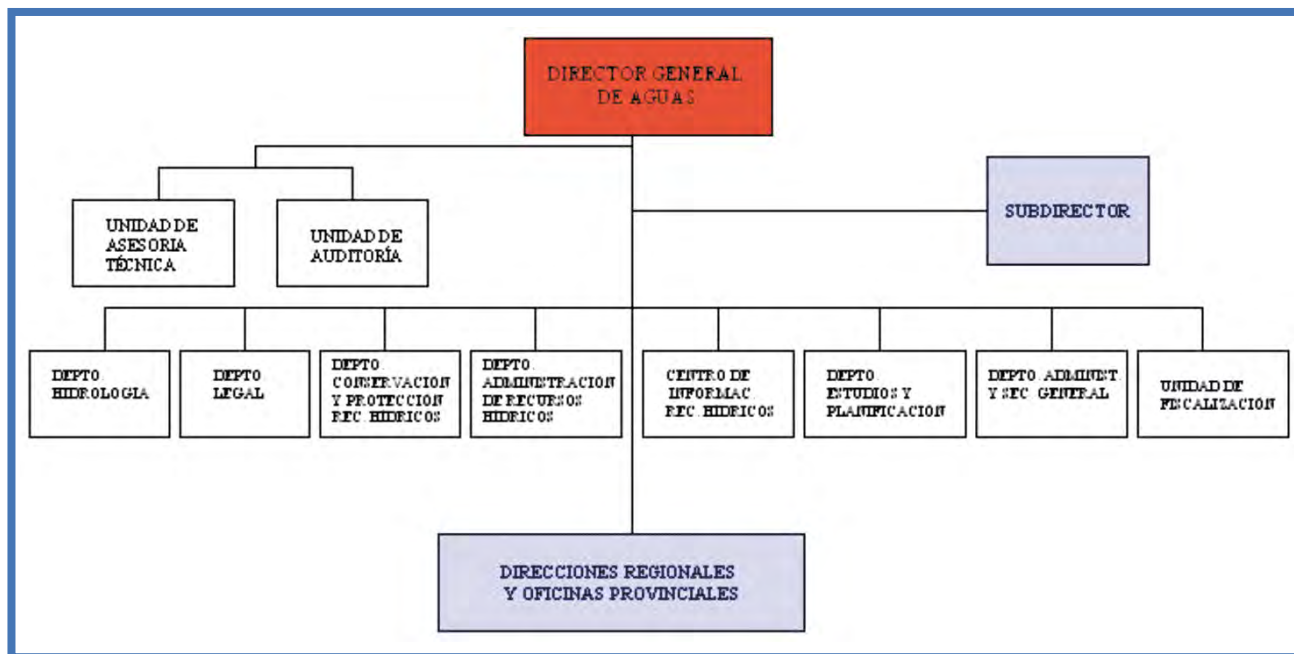 DIRECTOR GENERAL
DE AGUAS
UNIDAD DE
ASESORIA
TÉCNICA
UNIDAD DE
AUDITORÍA
SUBDIRECTOR
DEPTO.
HIDROLOGIA
DEPTO
LEGAL
DEPTO.
CONSERVACION
Y PROTECCION
REC. HIDRICOS
DEPTO.
ADMINISTRACION
DE RECURSOS
HIDRICOS
CENTRO DE
INFORMAC.
REC. HIDRICOS
DEPTO.
ESTUDIOS Y
PLANIFICACION
DEPTO. ADMINIST.
Y SEC. GENERAL
UNIDAD DE
FISCALIZACION
DIRECCIONES REGIONALES
Y OFICINAS PROVINCIALES